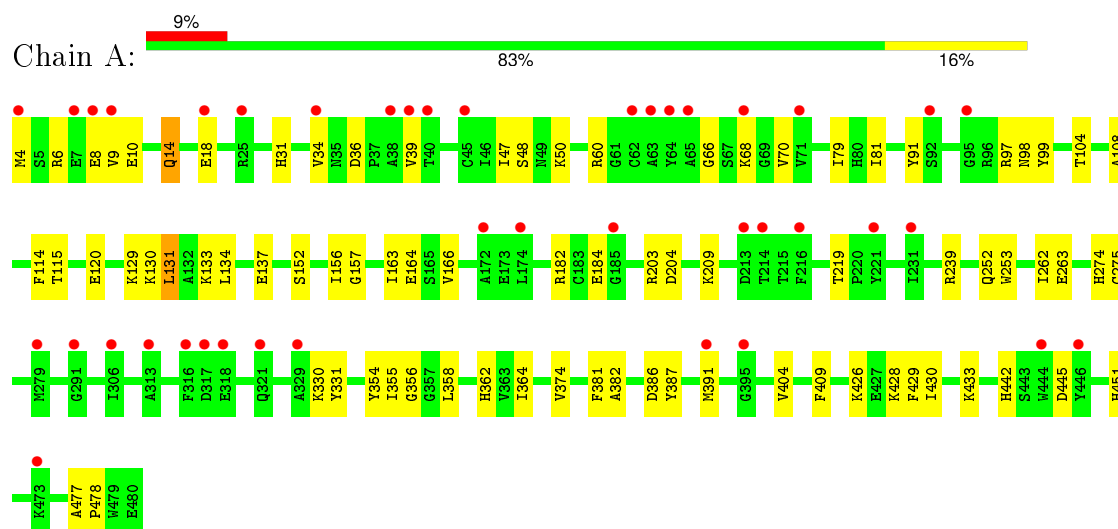 9%
Chain A:
83% 16%
M4 S5 R6 E7 E8 V9 E10 Q14 E18 R25 H31 V34 N35 D36 P37 A38 V39 T40 C45 I46 I47 S48 N49 K50 R60 G61 C62 A63 Y64 A65 G66 S67 K68 G69 V70 V71 I79 H80 I81 Y91 S92 G95 R96 R97 N98 Y99 T104 A108
F114 T115 E120 K129 K130 L131 A132 K133 L134 E137 S152 I156 G157 I163 E164 S165 V166 A172 E173 L174 R182 C183 E184 G185 R203 D204 K209 D213 T214 T215 F216 T219 P220 Y221 I231 R239 Q252 W253 I262 E263 H274
M279 G291 I306 A313 F316 D317 E318 Q321 A329 K330 Y331 Y354 I355 G356 G357 L358 H362 V363 I364 V374 F381 A382 D386 Y387 M391 G395 V404 F409 K426 E427 K428 F429 I430 K433 H442 S443 W444 D445 Y446 H451
K473 A477 P478 W479 E480